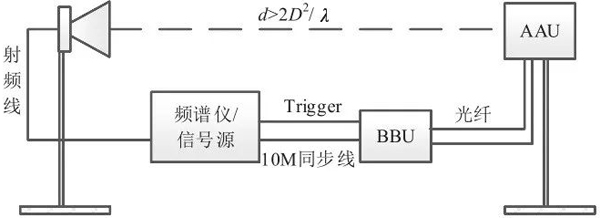 d>2D²/λ
AAU
射频线
频谱仪/
信号源
Trigger
10M同步线
BBU
光纤